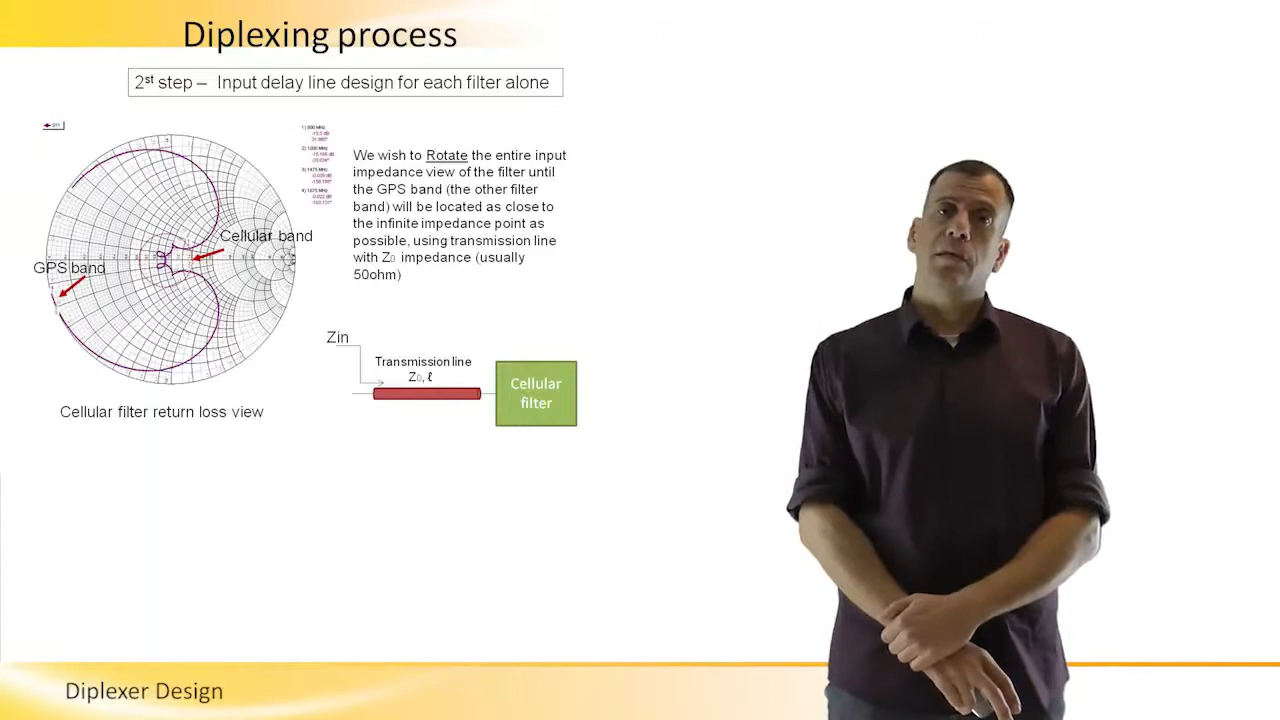 Diplexing process
2st step – Input delay line design for each filter alone
We wish to Rotate the entire input
impedance view of the filter until
the GPS band (the other filter
band) will be located as close to
the infinite impedance point as
possible, using transmission line
with Z0 impedance (usually
50ohm)
Cellular band
GPS band
Cellular filter return loss view
Zin
Transmission line
Z0, ℓ
Cellular
filter
Diplexer Design